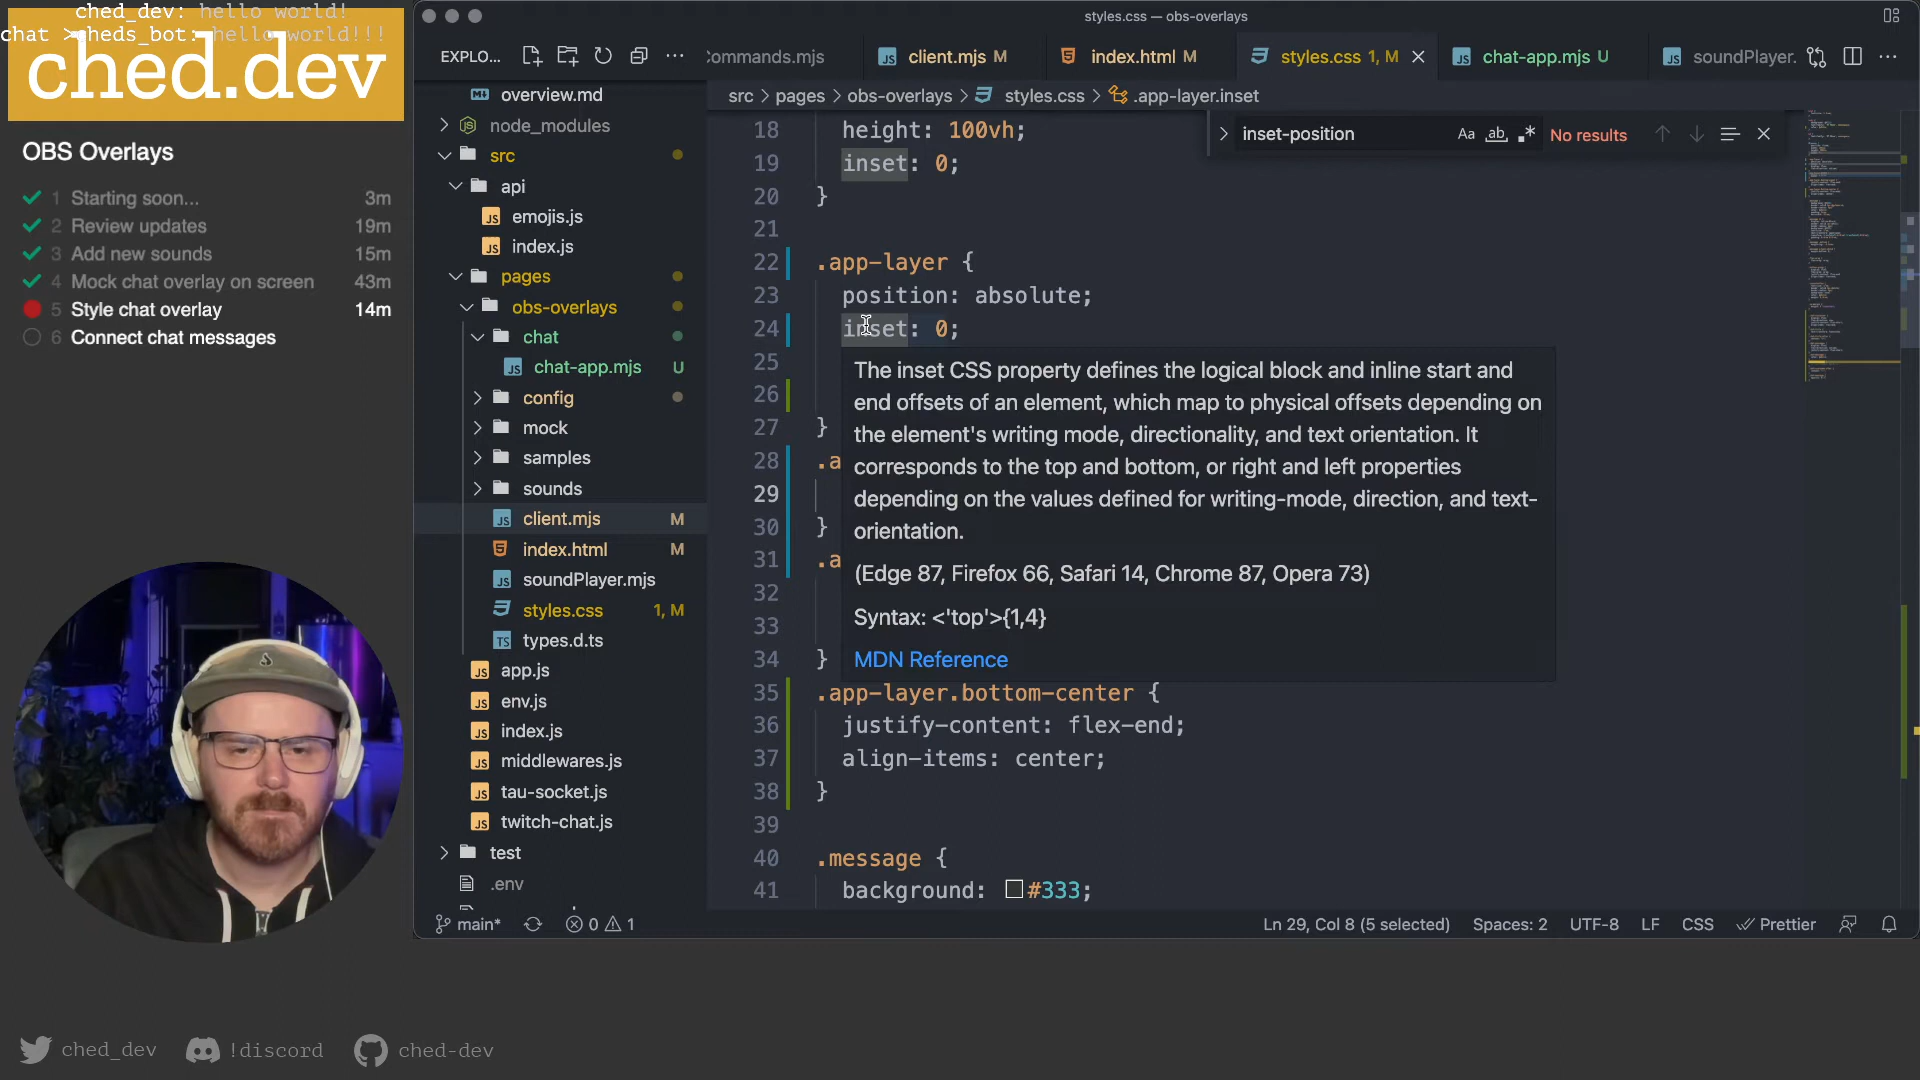 ched_dev: hello world!
chat >cheds_bot: hello world!!!
ched.dev
OBS Overlays
1 Starting soon... 3m
2 Review updates 19m
3 Add new sounds 15m
4 Mock chat overlay on screen 43m
5 Style chat overlay 14m
6 Connect chat messages
ched_dev
!discord
ched-dev
styles.css — obs-overlays
EXPLO...
overview.md
node_modules
src
api
emojis.js
index.js
pages
obs-overlays
chat
chat-app.mjs U
config
mock
samples
sounds
client.mjs M
index.html M
soundPlayer.mjs
styles.css 1, M
types.d.ts
app.js
env.js
index.js
middlewares.js
tau-socket.js
twitch-chat.js
test
.env
Commands.mjs
client.mjs M
index.html M
styles.css 1, M
chat-app.mjs U
soundPlayer.
src > pages > obs-overlays > styles.css > .app-layer.inset
inset-position
Aa ab
No results
18 height: 100vh;
19 inset: 0;
20 }
21
22 .app-layer {
23 position: absolute;
24 inset: 0;
25
26
27 }
28 .a
29
30 }
31 .a
32
33
34 }
The inset CSS property defines the logical block and inline start and
end offsets of an element, which map to physical offsets depending on
the element's writing mode, directionality, and text orientation. It
corresponds to the top and bottom, or right and left properties
depending on the values defined for writing-mode, direction, and text-
orientation.
(Edge 87, Firefox 66, Safari 14, Chrome 87, Opera 73)
Syntax: <'top'>{1,4}
MDN Reference
35 .app-layer.bottom-center {
36 justify-content: flex-end;
37 align-items: center;
38 }
39
40 .message {
41 background: #333;
main* 0 1
Ln 29, Col 8 (5 selected) Spaces: 2 UTF-8 LF CSS Prettier